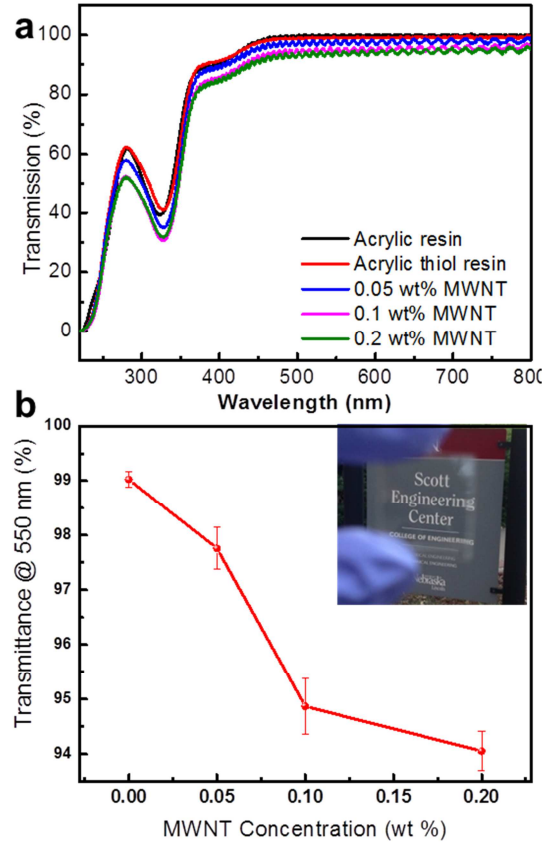 a
100
80
60
40
20
0
Transmission (%)
Acrylic resin
Acrylic thiol resin
0.05 wt% MWNT
0.1 wt% MWNT
0.2 wt% MWNT
300
400
500
600
700
800
Wavelength (nm)
b
100
99
98
97
96
95
94
Transmittance @ 550 nm (%)
Scott
Engineering
Center
COLLEGE OF ENGINEERING
0.00
0.05
0.10
0.15
0.20
MWNT Concentration (wt %)